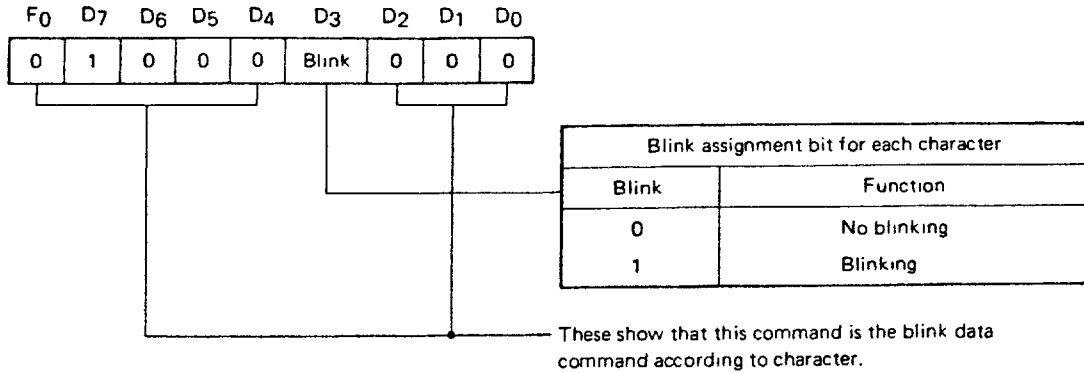 F0 D7 D6 D5 D4 D3 D2 D1 D0
0 1 0 0 0 Blink 0 0 0
Blink assignment bit for each character
Blink Function
0 No blinking
1 Blinking
These show that this command is the blink data
command according to character.